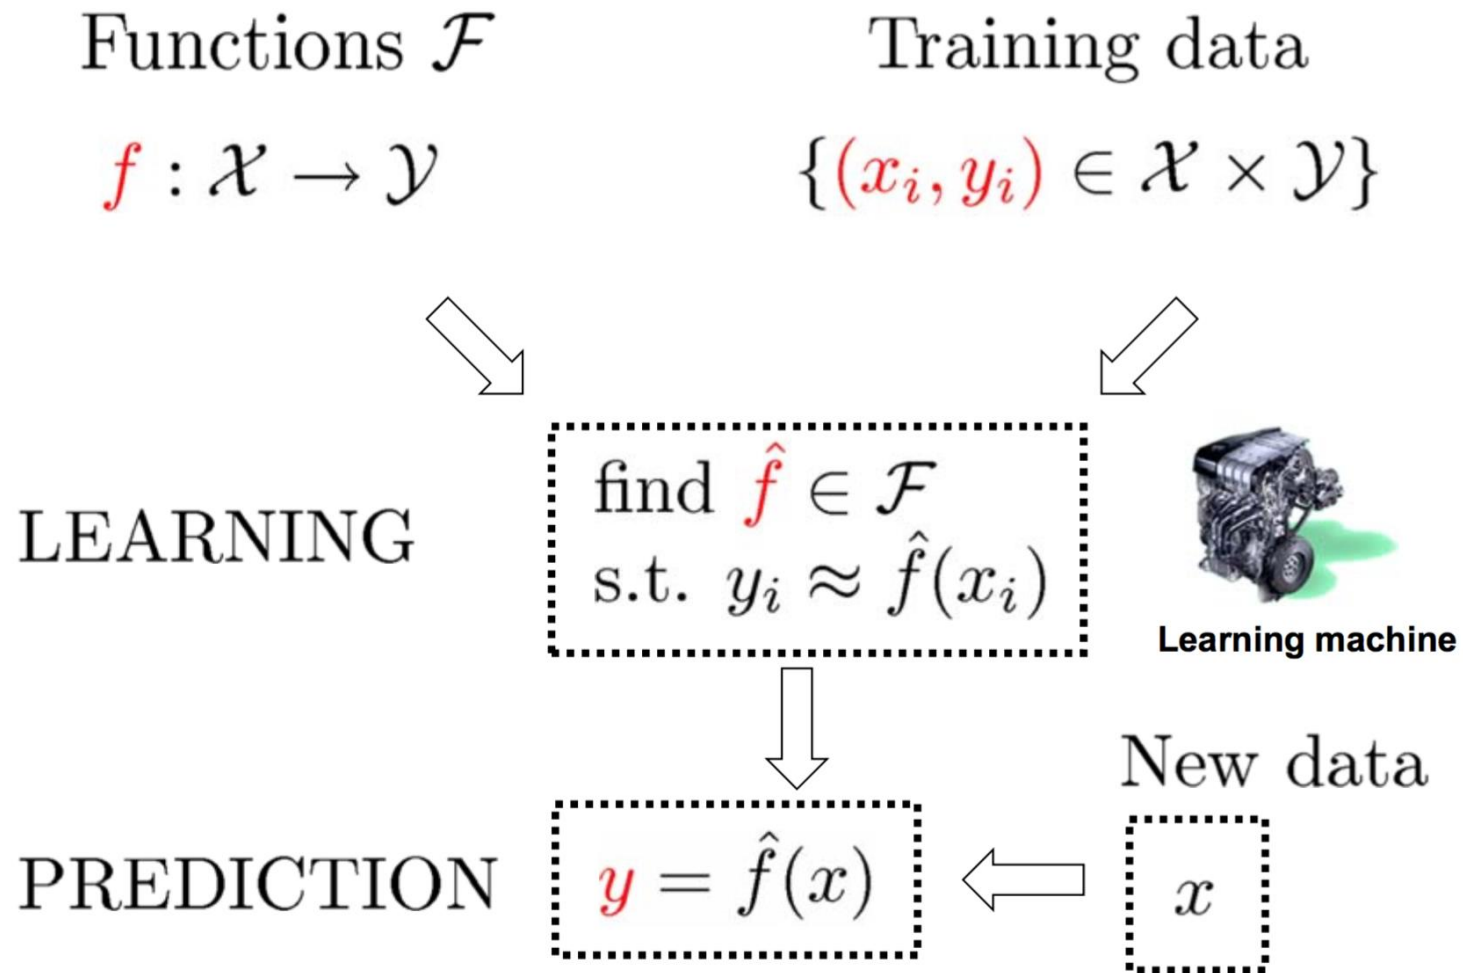 Functions ℱ
Training data
f : 𝒳 → 𝒴
{(xᵢ, yᵢ) ∈ 𝒳 × 𝒴}
LEARNING
find f̂ ∈ ℱ
s.t. yᵢ ≈ f̂(xᵢ)
Learning machine
New data
PREDICTION
y = f̂(x)
x